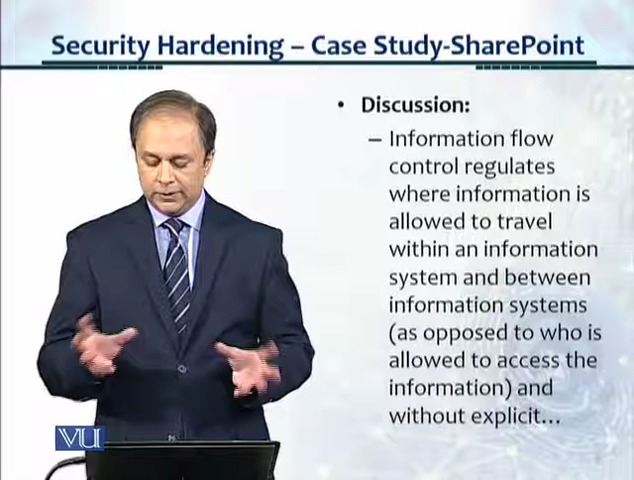 Security Hardening – Case Study-SharePoint
• Discussion:
– Information flow
control regulates
where information is
allowed to travel
within an information
system and between
information systems
(as opposed to who is
allowed to access the
information) and
without explicit...
VU